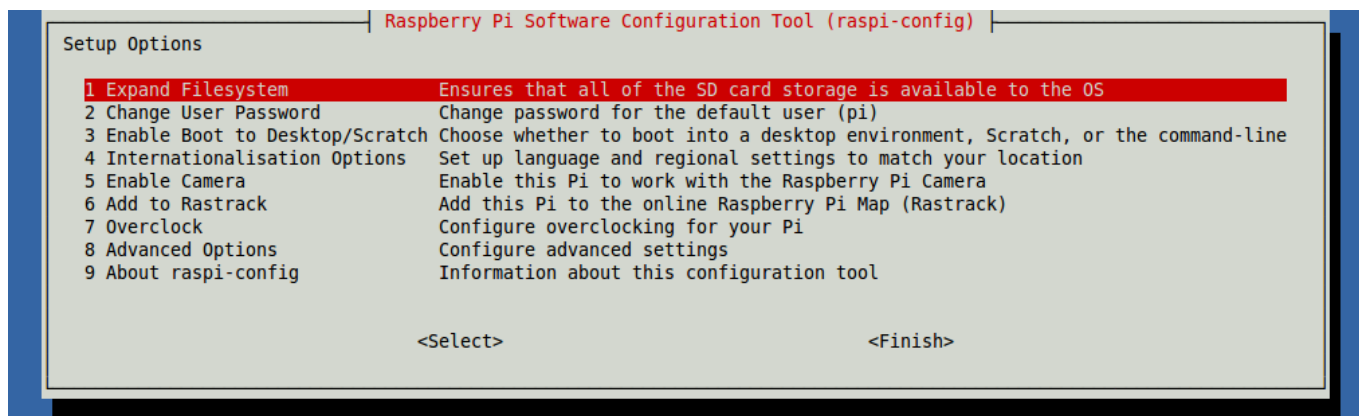 Raspberry Pi Software Configuration Tool (raspi-config)
Setup Options
1 Expand Filesystem Ensures that all of the SD card storage is available to the OS
2 Change User Password Change password for the default user (pi)
3 Enable Boot to Desktop/Scratch Choose whether to boot into a desktop environment, Scratch, or the command-line
4 Internationalisation Options Set up language and regional settings to match your location
5 Enable Camera Enable this Pi to work with the Raspberry Pi Camera
6 Add to Rastrack Add this Pi to the online Raspberry Pi Map (Rastrack)
7 Overclock Configure overclocking for your Pi
8 Advanced Options Configure advanced settings
9 About raspi-config Information about this configuration tool
<Select> <Finish>